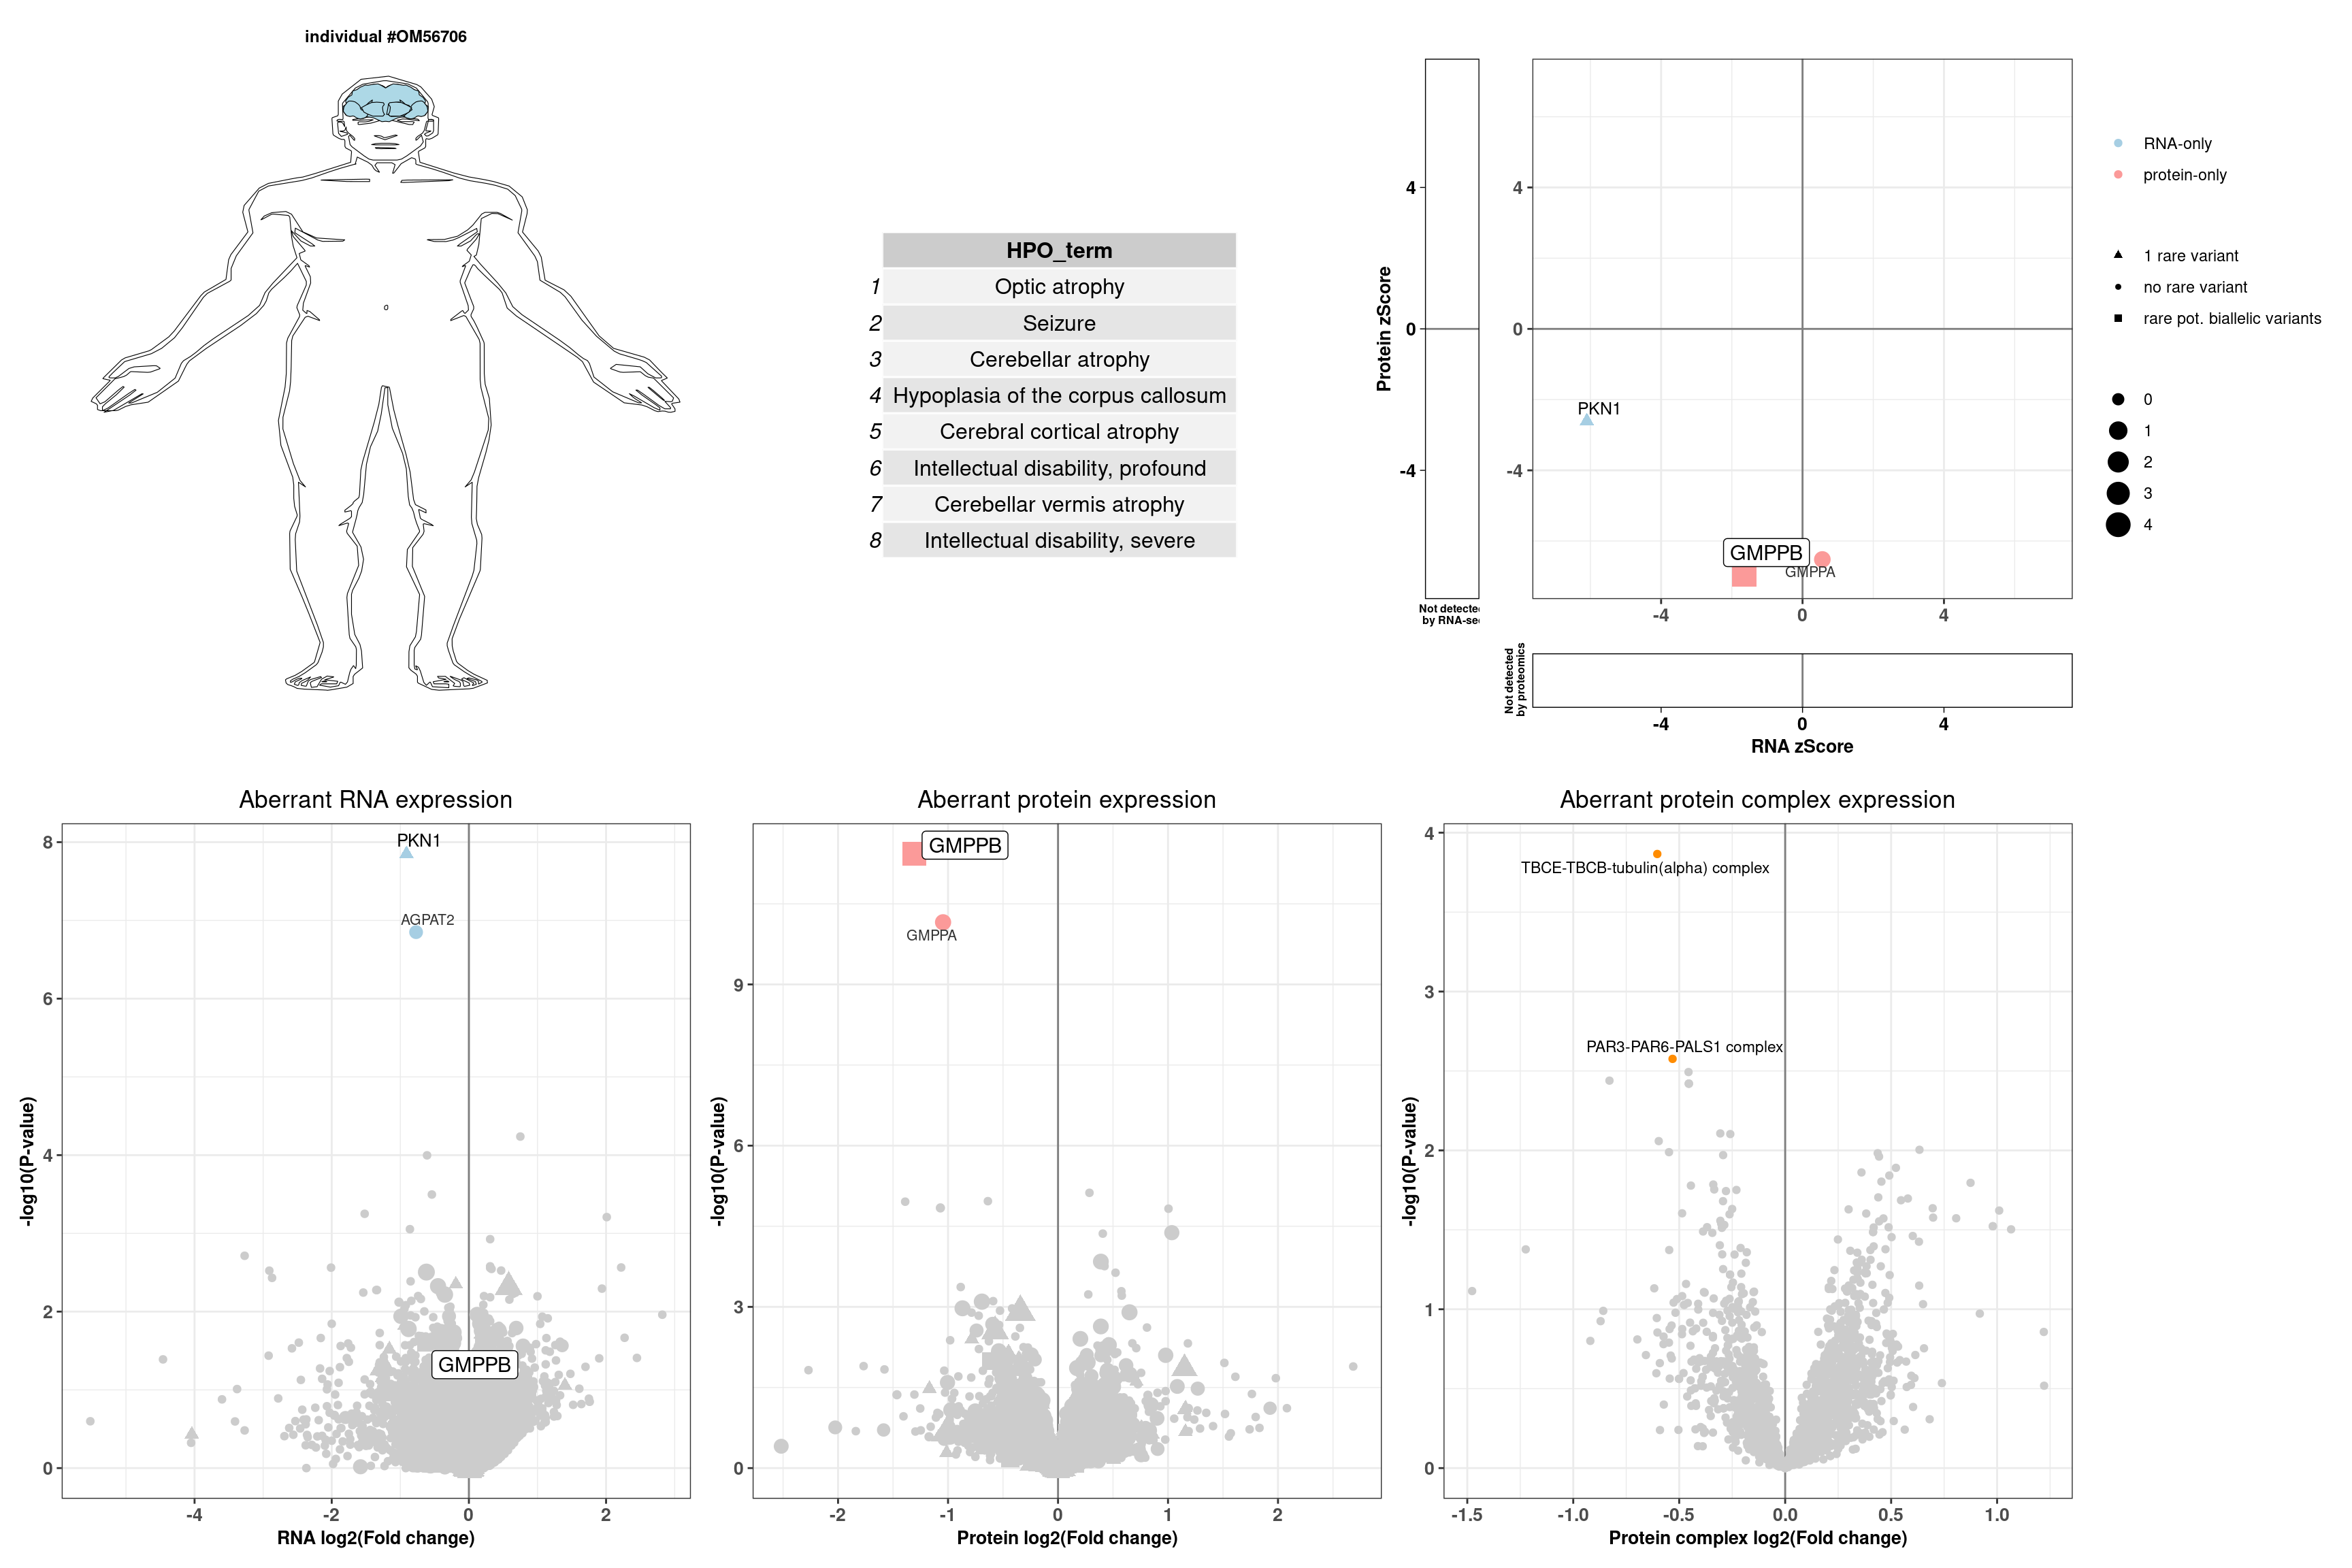 individual #OM56706
HPO_term
1 Optic atrophy
2 Seizure
3 Cerebellar atrophy
4 Hypoplasia of the corpus callosum
5 Cerebral cortical atrophy
6 Intellectual disability, profound
7 Cerebellar vermis atrophy
8 Intellectual disability, severe
Protein zScore
4
0
-4
Not detecte
by RNA-se
4
0
-4
PKN1
GMPPB
GMPPA
-4 0 4
Not detected
by proteomics
-4 0 4
RNA zScore
RNA-only
protein-only
1 rare variant
no rare variant
rare pot. biallelic variants
0
1
2
3
4
Aberrant RNA expression
-log10(P-value)
8
6
4
2
0
PKN1
AGPAT2
GMPPB
-4 -2 0 2
RNA log2(Fold change)
Aberrant protein expression
-log10(P-value)
9
6
3
0
GMPPB
GMPPA
-2 -1 0 1 2
Protein log2(Fold change)
Aberrant protein complex expression
-log10(P-value)
4
3
2
1
0
TBCE-TBCB-tubulin(alpha) complex
PAR3-PAR6-PALS1 complex
-1.5 -1.0 -0.5 0.0 0.5 1.0
Protein complex log2(Fold change)